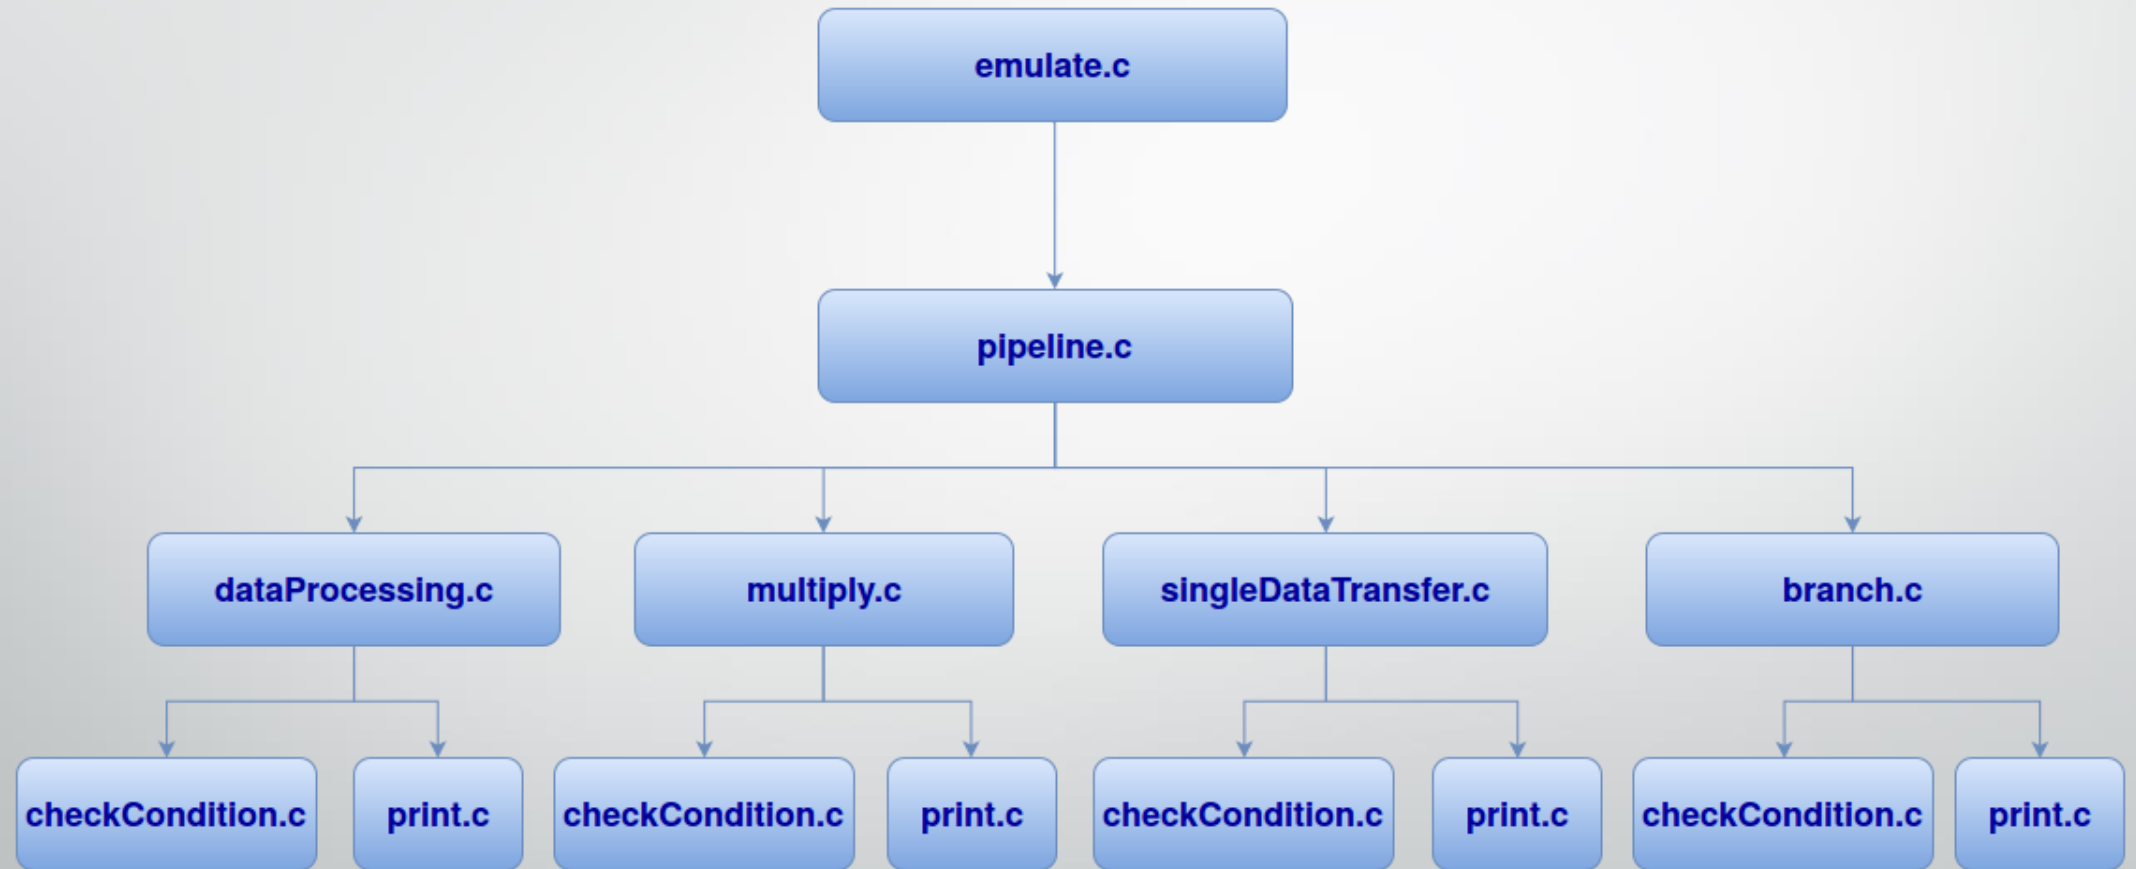 emulate.c
pipeline.c
dataProcessing.c
multiply.c
singleDataTransfer.c
branch.c
checkCondition.c
print.c
checkCondition.c
print.c
checkCondition.c
print.c
checkCondition.c
print.c